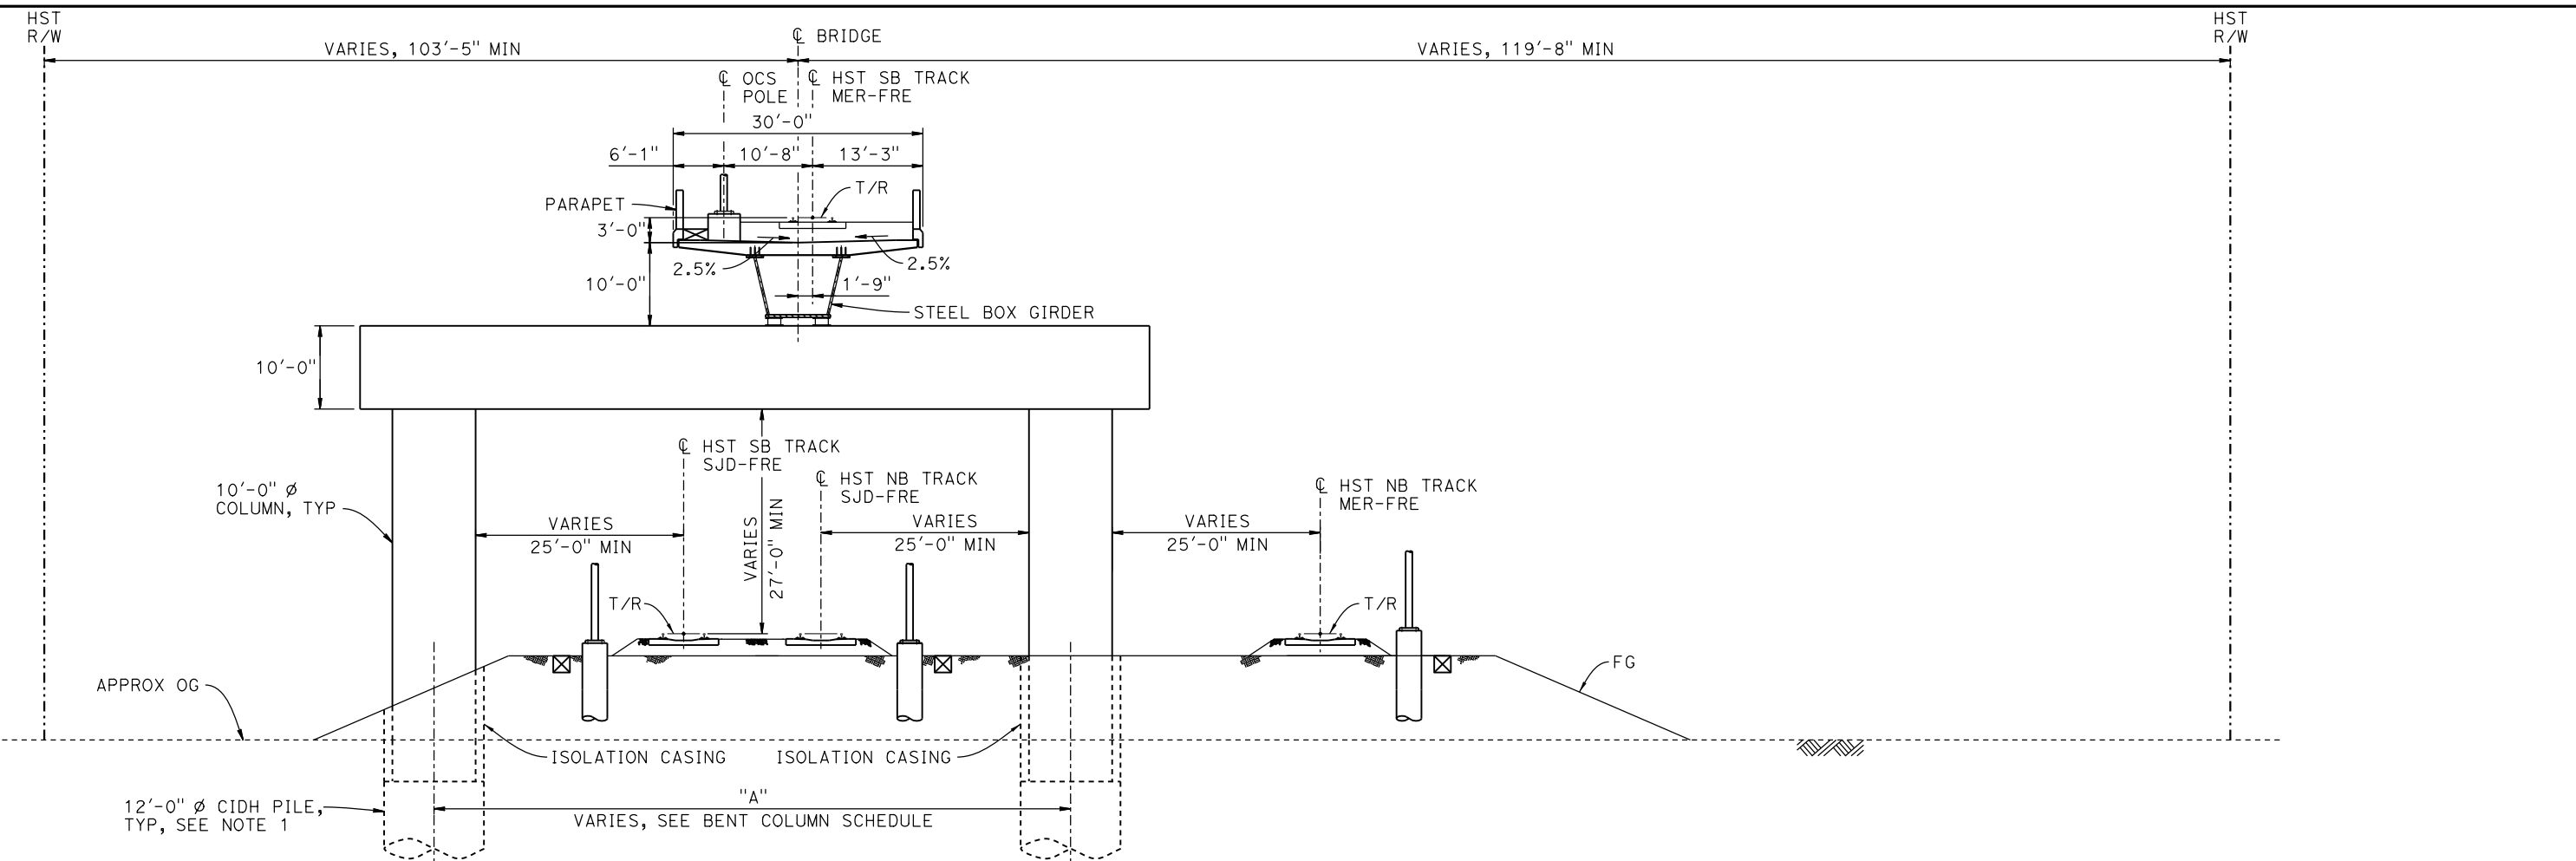 HST
R/W
HST
R/W
VARIES, 103'-5" MIN
℄ BRIDGE
VARIES, 119'-8" MIN
℄ OCS
POLE
℄ HST SB TRACK
MER-FRE
30'-0"
6'-1"
10'-8"
13'-3"
T/R
PARAPET
3'-0"
2.5%
2.5%
10'-0"
1'-9"
STEEL BOX GIRDER
10'-0"
℄ HST SB TRACK
SJD-FRE
℄ HST NB TRACK
SJD-FRE
℄ HST NB TRACK
MER-FRE
10'-0" Ø
COLUMN, TYP
VARIES
25'-0" MIN
VARIES
27'-0" MIN
VARIES
25'-0" MIN
VARIES
25'-0" MIN
T/R
T/R
FG
APPROX OG
ISOLATION CASING
ISOLATION CASING
12'-0" Ø CIDH PILE,
TYP, SEE NOTE 1
"A"
VARIES, SEE BENT COLUMN SCHEDULE